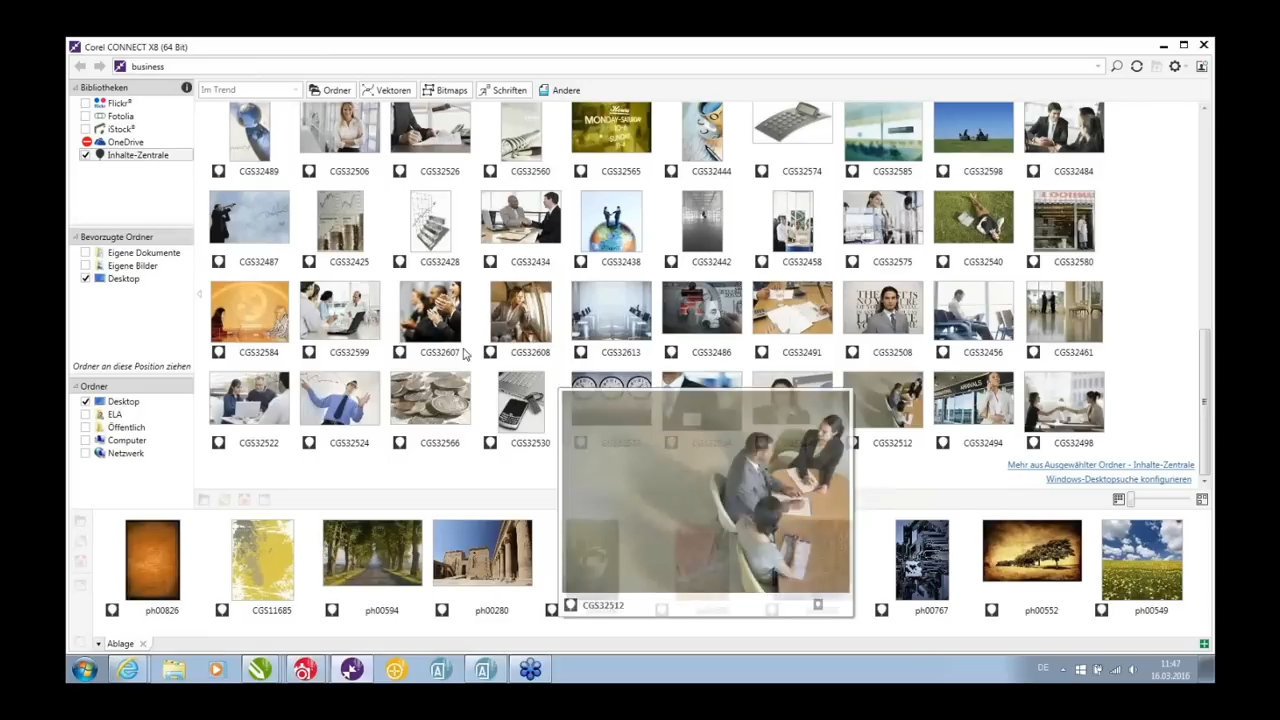 Corel CONNECT X8 (64 Bit)
business
Bibliotheken
Im Trend
Ordner
Vektoren
Bitmaps
Schriften
Andere
Flickr®
Fotolia
iStock®
OneDrive
Inhalte-Zentrale
CGS32489 CGS32506 CGS32526 CGS32560 CGS32565 CGS32444 CGS32574 CGS32585 CGS32598 CGS32484
MONDAY-SATURDAY
Bevorzugte Ordner
Eigene Dokumente
Eigene Bilder
Desktop
CGS32487 CGS32425 CGS32428 CGS32434 CGS32438 CGS32442 CGS32458 CGS32575 CGS32540 CGS32580
CGS32584 CGS32599 CGS32607 CGS32608 CGS32613 CGS32486 CGS32491 CGS32508 CGS32456 CGS32461
Ordner an diese Position ziehen
Ordner
Desktop
ELA
Öffentlich
Computer
Netzwerk
ARRIVALS
CGS32522 CGS32524 CGS32566 CGS32530 CGS32512 CGS32494 CGS32498
Mehr aus Ausgewählter Ordner - Inhalte-Zentrale
Windows-Desktopsuche konfigurieren
CGS32512
ph00826 CGS11685 ph00594 ph00280 ph00767 ph00552 ph00549
Ablage
DE
11:47
16.03.2016